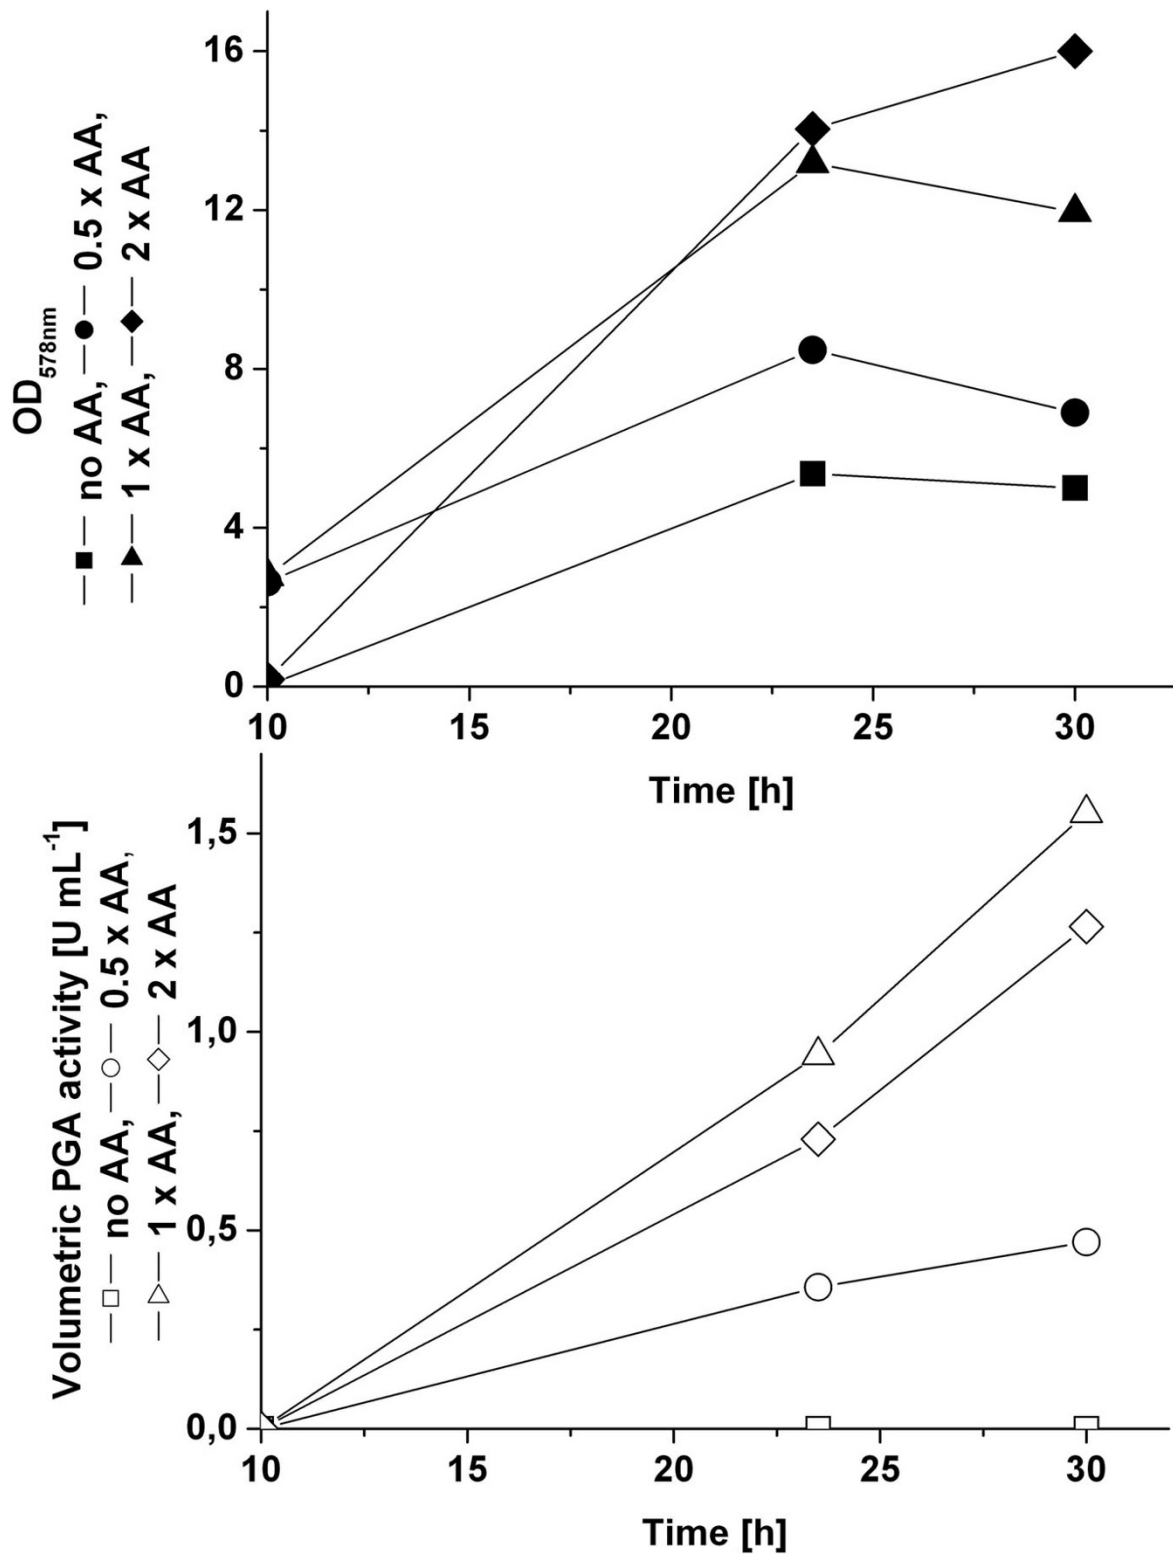 OD578nm
no AA, 0.5 x AA,
1 x AA, 2 x AA
16
12
8
4
0
10 15 20 25 30
Time [h]
Volumetric PGA activity [U mL-1]
no AA, 0.5 x AA,
1 x AA, 2 x AA
1,5
1,0
0,5
0,0
10 15 20 25 30
Time [h]